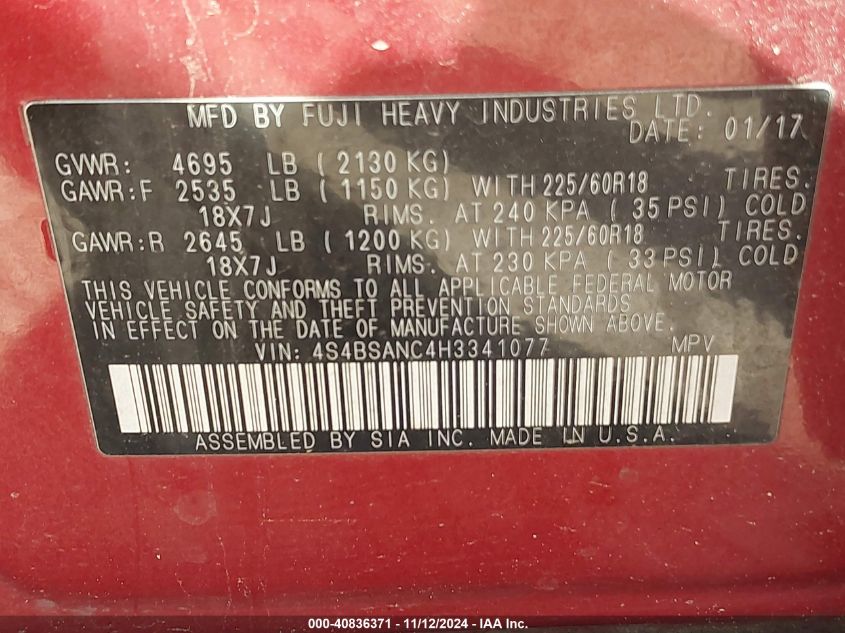 MFD BY FUJI HEAVY INDUSTRIES LTD.
DATE: 01/17
GVWR: 4695 LB ( 2130 KG)
GAWR:F 2535 LB ( 1150 KG) WITH 225/60R18 TIRES.
18X7J RIMS. AT 240 KPA ( 35 PSI) COLD
GAWR:R 2645 LB ( 1200 KG) WITH 225/60R18 TIRES.
18X7J RIMS. AT 230 KPA ( 33 PSI) COLD
THIS VEHICLE CONFORMS TO ALL APPLICABLE FEDERAL MOTOR
VEHICLE SAFETY AND THEFT PREVENTION STANDARDS
IN EFFECT ON THE DATE OF MANUFACTURE SHOWN ABOVE.
VIN: 4S4BSANC4H3341077 MPV
ASSEMBLED BY SIA INC. MADE IN U.S.A.
000-40836371 - 11/12/2024 - IAA Inc.